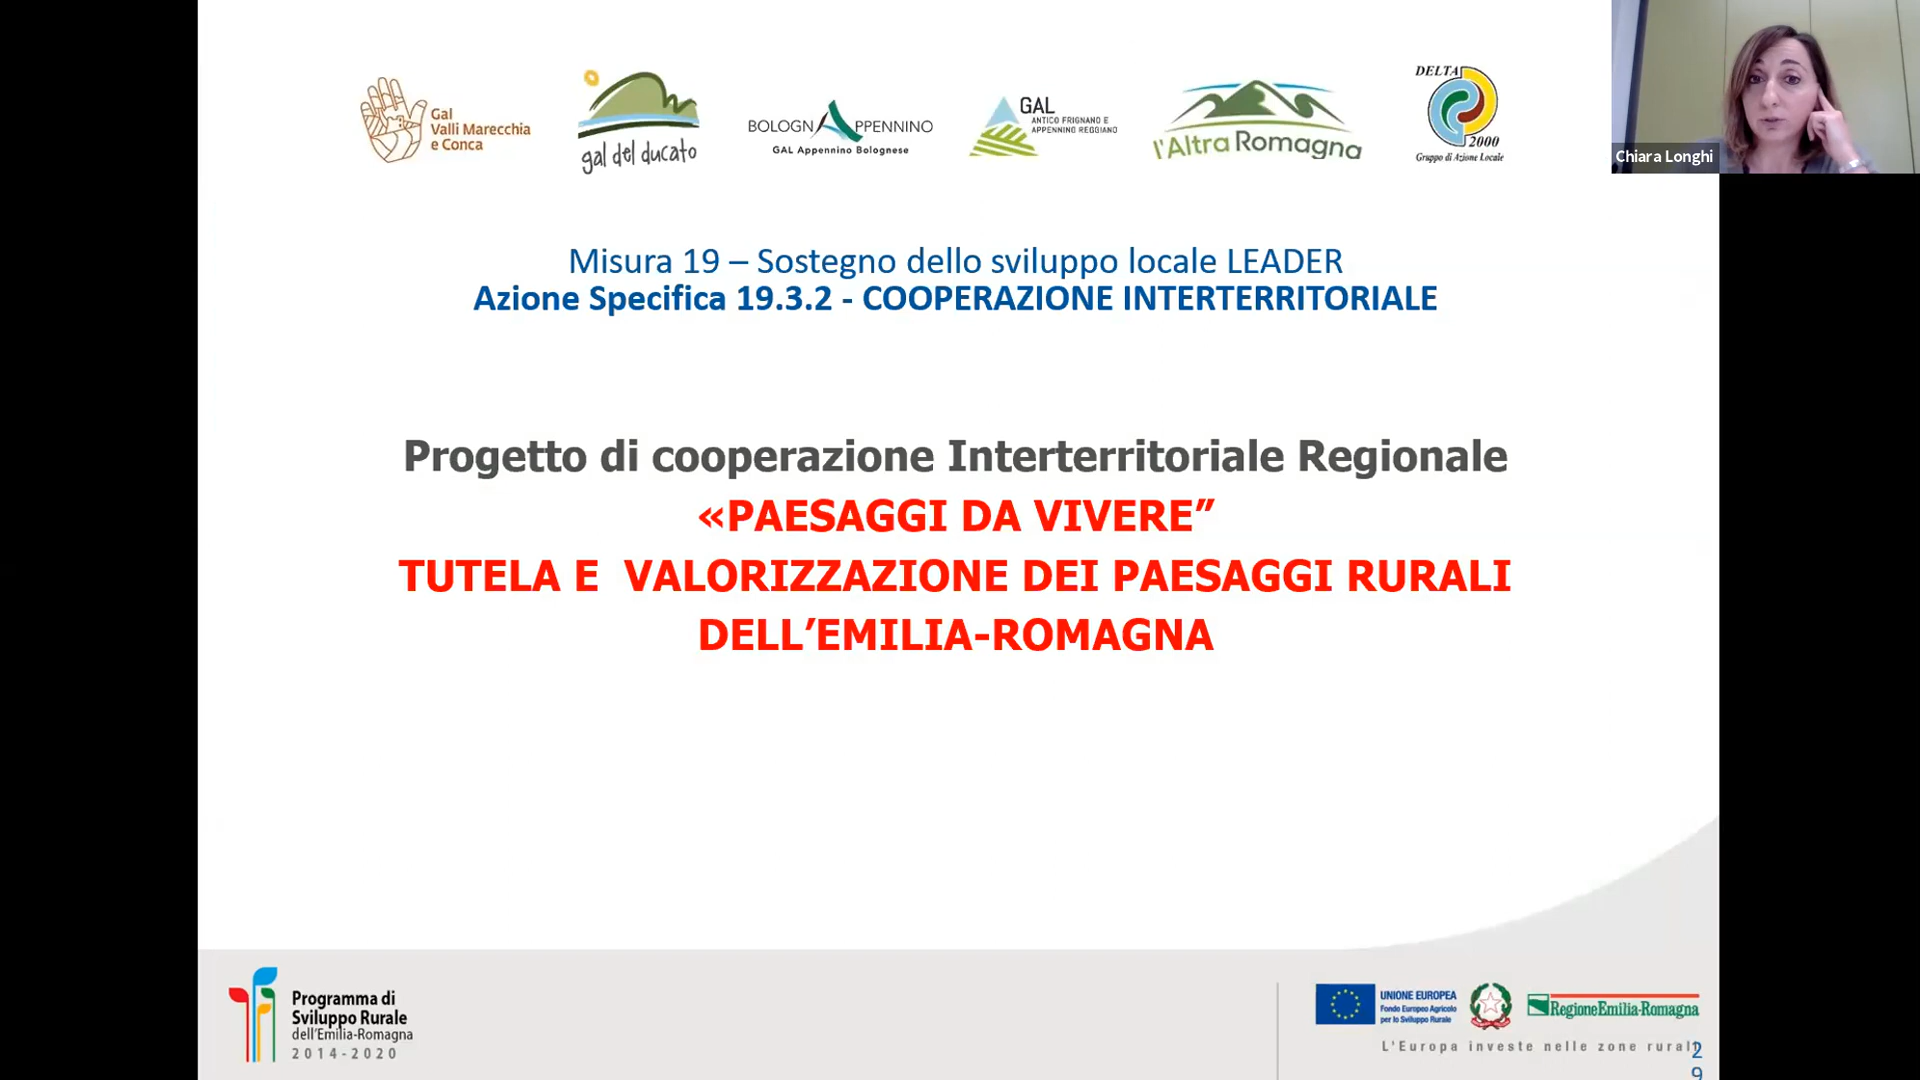 Gal
Valli Marecchia
e Conca
gal del ducato
BOLOGNAPPENNINO
GAL Appennino Bolognese
GAL
ANTICO FRIGNANO E
APPENNINO REGGIANO
l'Altra Romagna
DELTA
2000
Gruppo di Azione Locale
Chiara Longhi
Misura 19 – Sostegno dello sviluppo locale LEADER
Azione Specifica 19.3.2 - COOPERAZIONE INTERTERRITORIALE
Progetto di cooperazione Interterritoriale Regionale
«PAESAGGI DA VIVERE”
TUTELA E  VALORIZZAZIONE DEI PAESAGGI RURALI
DELL’EMILIA-ROMAGNA
Programma di
Sviluppo Rurale
dell'Emilia-Romagna
2014-2020
UNIONE EUROPEA
Fondo Europeo Agricolo
per lo Sviluppo Rurale
RegioneEmilia-Romagna
L'Europa investe nelle zone rurali
2
9